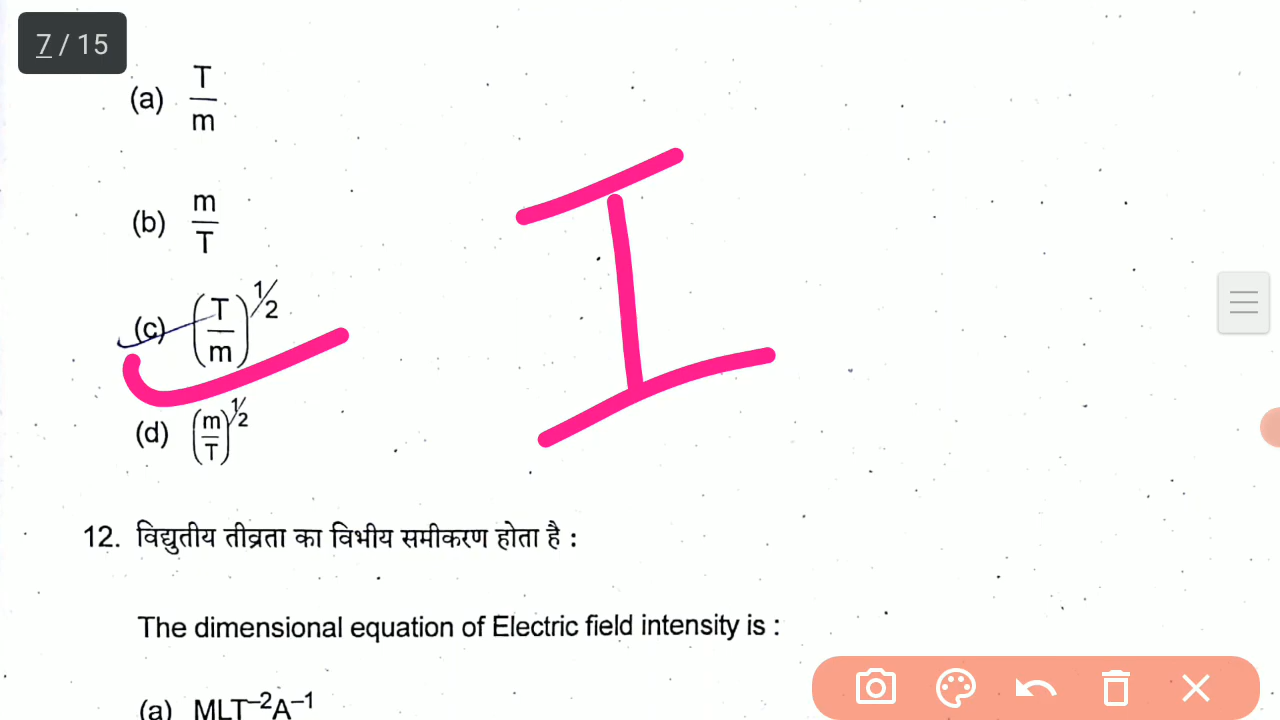 7 / 15
(a) T/m
(b) m/T
(c) (T/m)^1/2
(d) (m/T)^1/2
I
12. विद्युतीय तीव्रता का विभीय समीकरण होता है :
The dimensional equation of Electric field intensity is :
(a) MLT⁻²A⁻¹